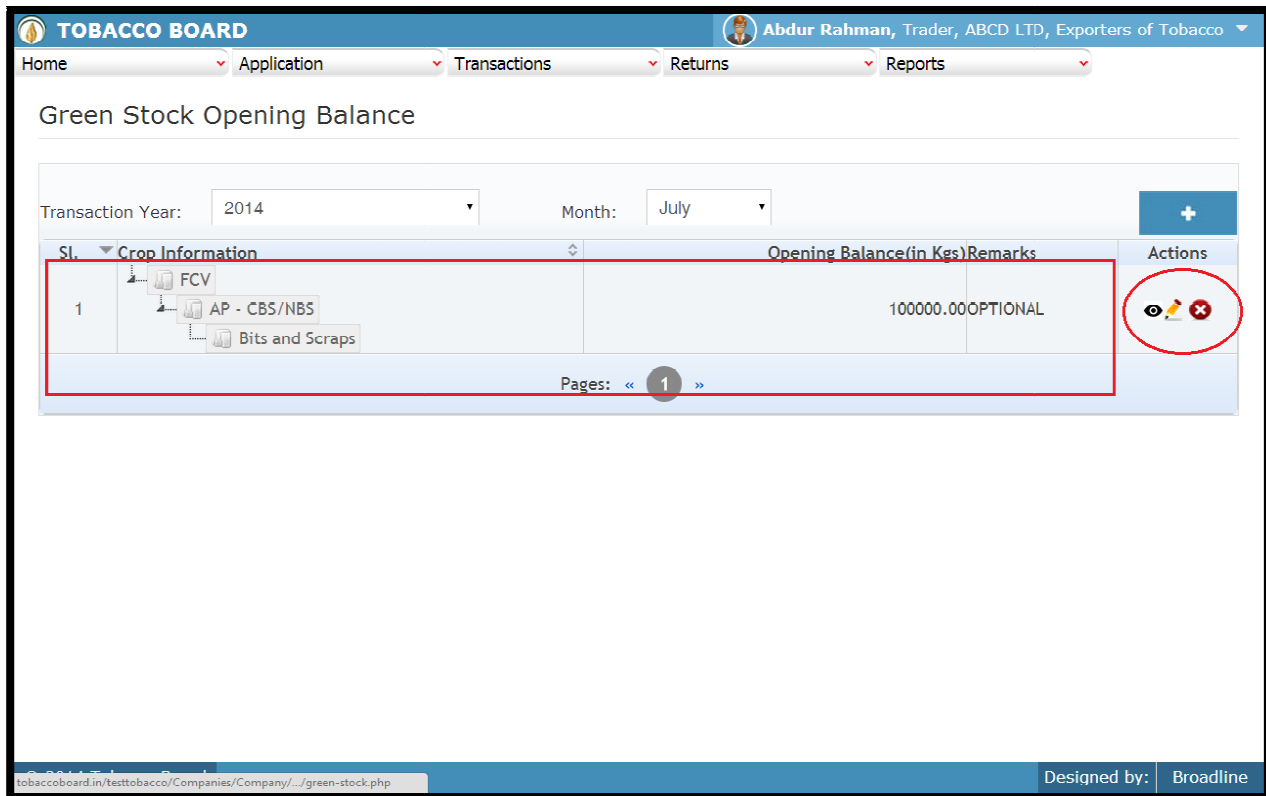 TOBACCO BOARD Abdur Rahman, Trader, ABCD LTD, Exporters of Tobacco
Home Application Transactions Returns Reports
Green Stock Opening Balance
Transaction Year: 2014 Month: July
Sl. Crop Information Opening Balance(in Kgs) Remarks Actions
FCV
1 AP - CBS/NBS 100000.00 OPTIONAL
Bits and Scraps
Pages: « 1 »
Designed by: Broadline
tobaccoboard.in/testtobacco/Companies/Company/.../green-stock.php